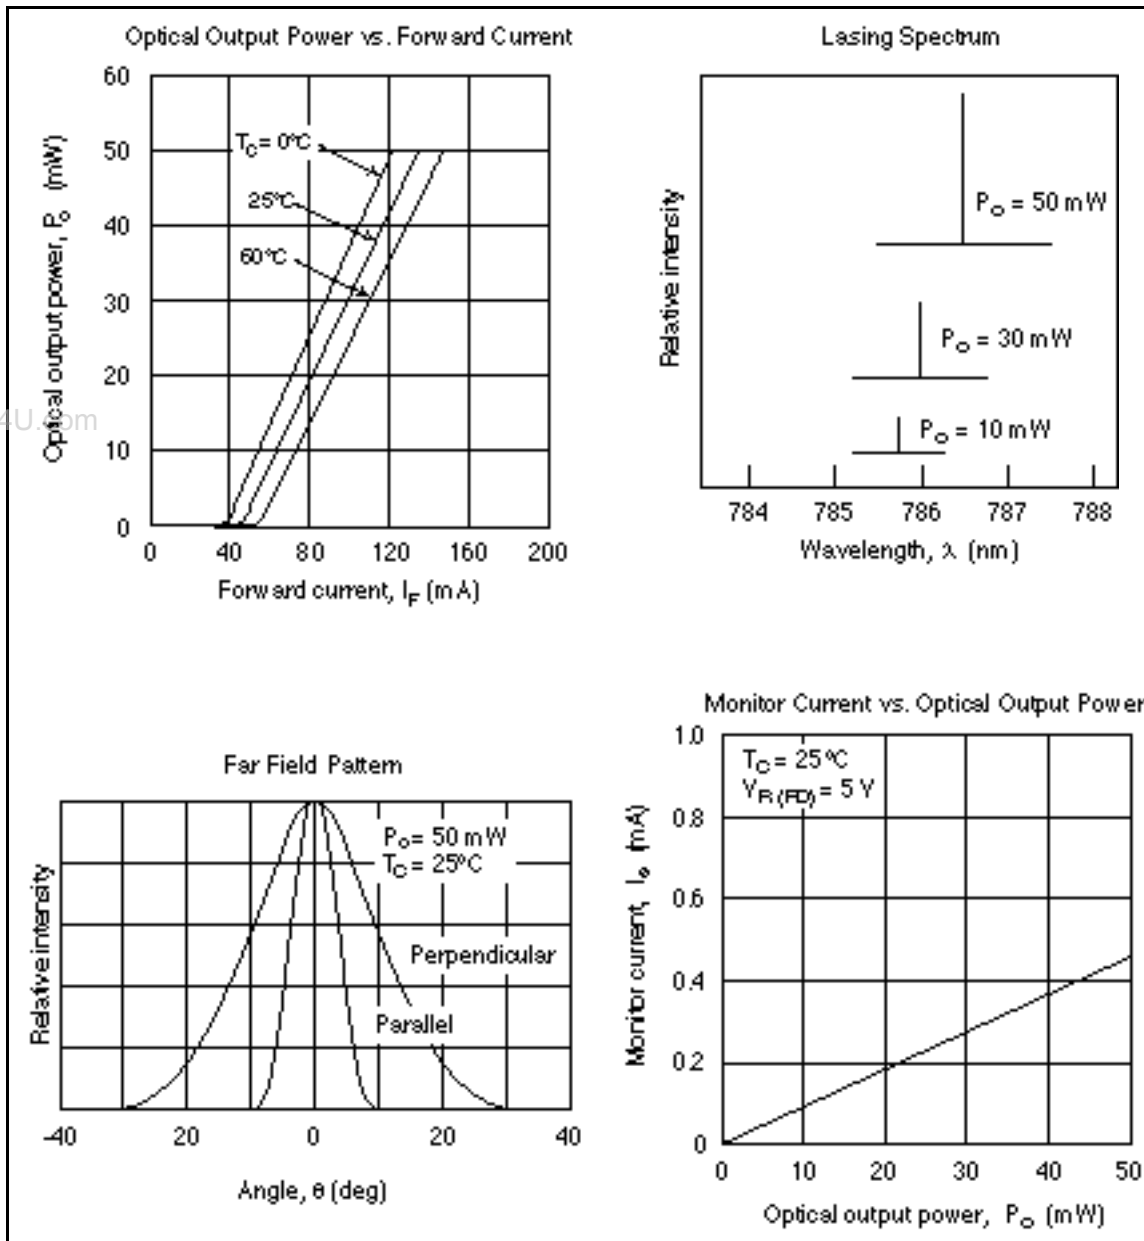 Optical Output Power vs. Forward Current
60
50
40
30
20
10
0
Optical output power, Po (mW)
TC = 0°C
25°C
60°C
0 40 80 120 160 200
Forward current, IF (mA)
Lasing Spectrum
Relative intensity
PO = 50 mW
PO = 30 mW
PO = 10 mW
784 785 786 787 788
Wavelength, λ (nm)
4U.com
Far Field Pattern
Relative intensity
Po = 50 mW
TC = 25°C
Perpendicular
Parallel
-40 20 0 20 40
Angle, θ (deg)
Monitor Current vs. Optical Output Power
1.0
0.8
0.6
0.4
0.2
0
Monitor current, Is (mA)
TC = 25°C
VR (PD) = 5 V
0 10 20 30 40 50
Optical output power, PO (mW)